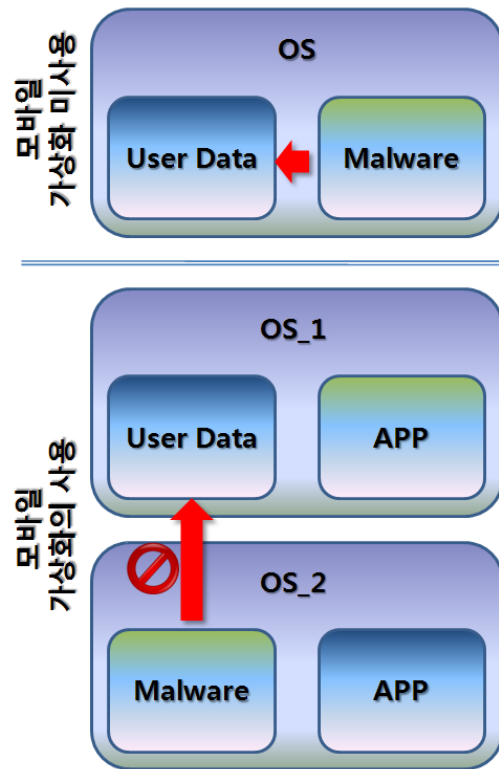 모바일
가상화 미사용
OS
User Data
Malware
모바일
가상화의 사용
OS_1
User Data
APP
OS_2
Malware
APP